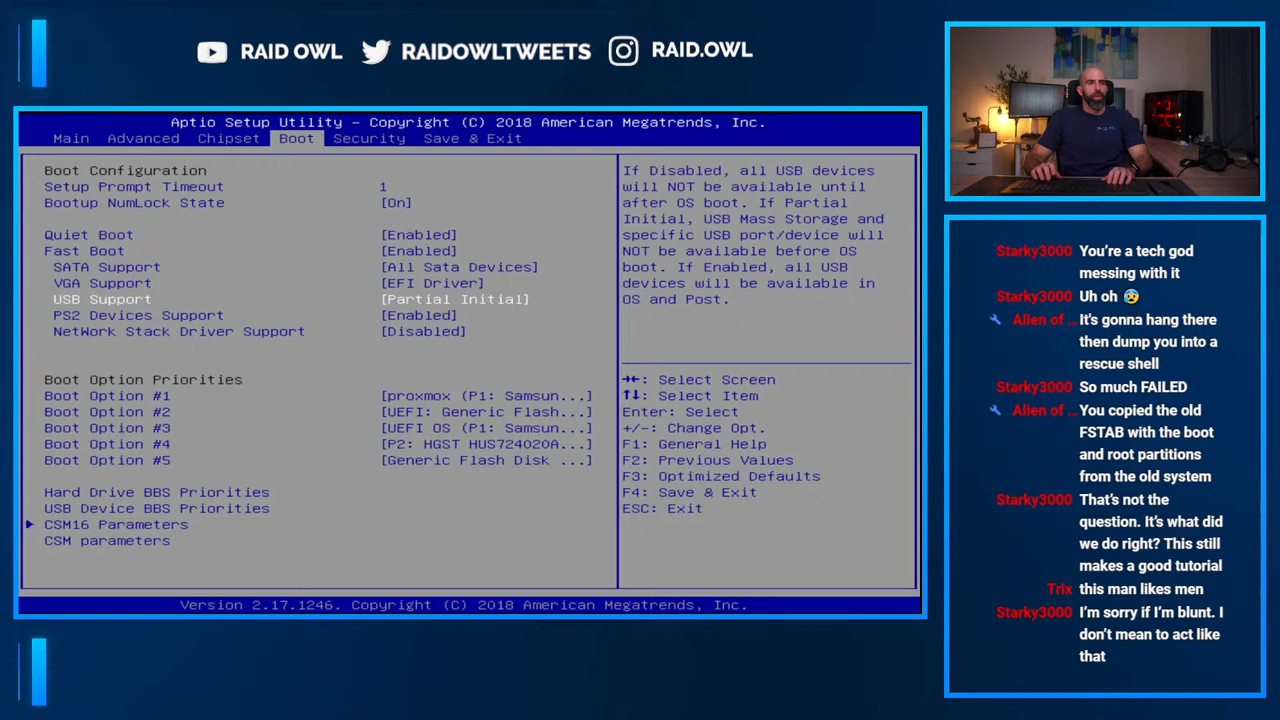 RAID OWL RAIDOWLTWEETS RAID.OWL
Aptio Setup Utility – Copyright (C) 2018 American Megatrends, Inc.
Main Advanced Chipset Boot Security Save & Exit
Boot Configuration
Setup Prompt Timeout 1
Bootup NumLock State [On]
Quiet Boot [Enabled]
Fast Boot [Enabled]
SATA Support [All Sata Devices]
VGA Support [EFI Driver]
USB Support [Partial Initial]
PS2 Devices Support [Enabled]
NetWork Stack Driver Support [Disabled]
Boot Option Priorities
Boot Option #1 [proxmox (P1: Samsun...]
Boot Option #2 [UEFI: Generic Flash...]
Boot Option #3 [UEFI OS (P1: Samsun...]
Boot Option #4 [P2: HGST HUS724020A...]
Boot Option #5 [Generic Flash Disk ...]
Hard Drive BBS Priorities
USB Device BBS Priorities
CSM16 Parameters
CSM parameters
If Disabled, all USB devices
will NOT be available until
after OS boot. If Partial
Initial, USB Mass Storage and
specific USB port/device will
NOT be available before OS
boot. If Enabled, all USB
devices will be available in
OS and Post.
→←: Select Screen
↑↓: Select Item
Enter: Select
+/-: Change Opt.
F1: General Help
F2: Previous Values
F3: Optimized Defaults
F4: Save & Exit
ESC: Exit
Version 2.17.1246. Copyright (C) 2018 American Megatrends, Inc.
Starky3000 You're a tech god
messing with it
Starky3000 Uh oh 😰
Alien of ... It's gonna hang there
then dump you into a
rescue shell
Starky3000 So much FAILED
Alien of ... You copied the old
FSTAB with the boot
and root partitions
from the old system
Starky3000 That's not the
question. It's what did
we do right? This still
makes a good tutorial
Trix this man likes men
Starky3000 I'm sorry if I'm blunt. I
don't mean to act like
that